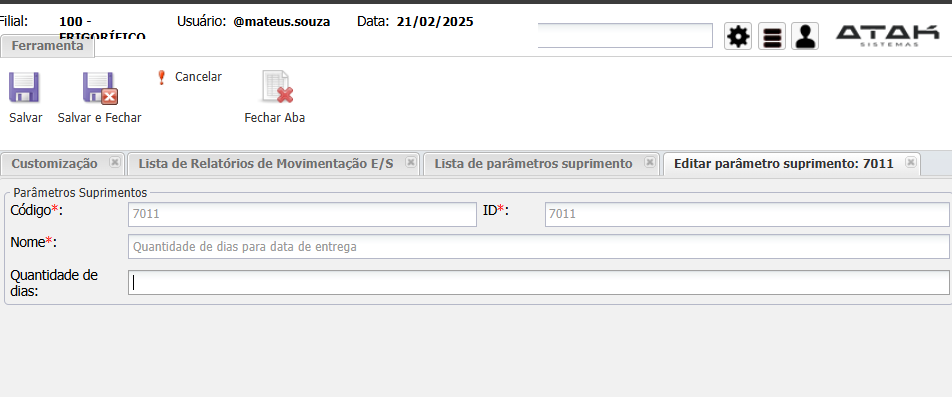 Filial: 100 - FRIGORÍFICO Usuário: @mateus.souza Data: 21/02/2025
ATAK SISTEMAS
Ferramenta
Salvar Salvar e Fechar Cancelar Fechar Aba
Customização Lista de Relatórios de Movimentação E/S Lista de parâmetros suprimento Editar parâmetro suprimento: 7011
Parâmetros Suprimentos
Código*: 7011 ID*: 7011
Nome*: Quantidade de dias para data de entrega
Quantidade de
dias: